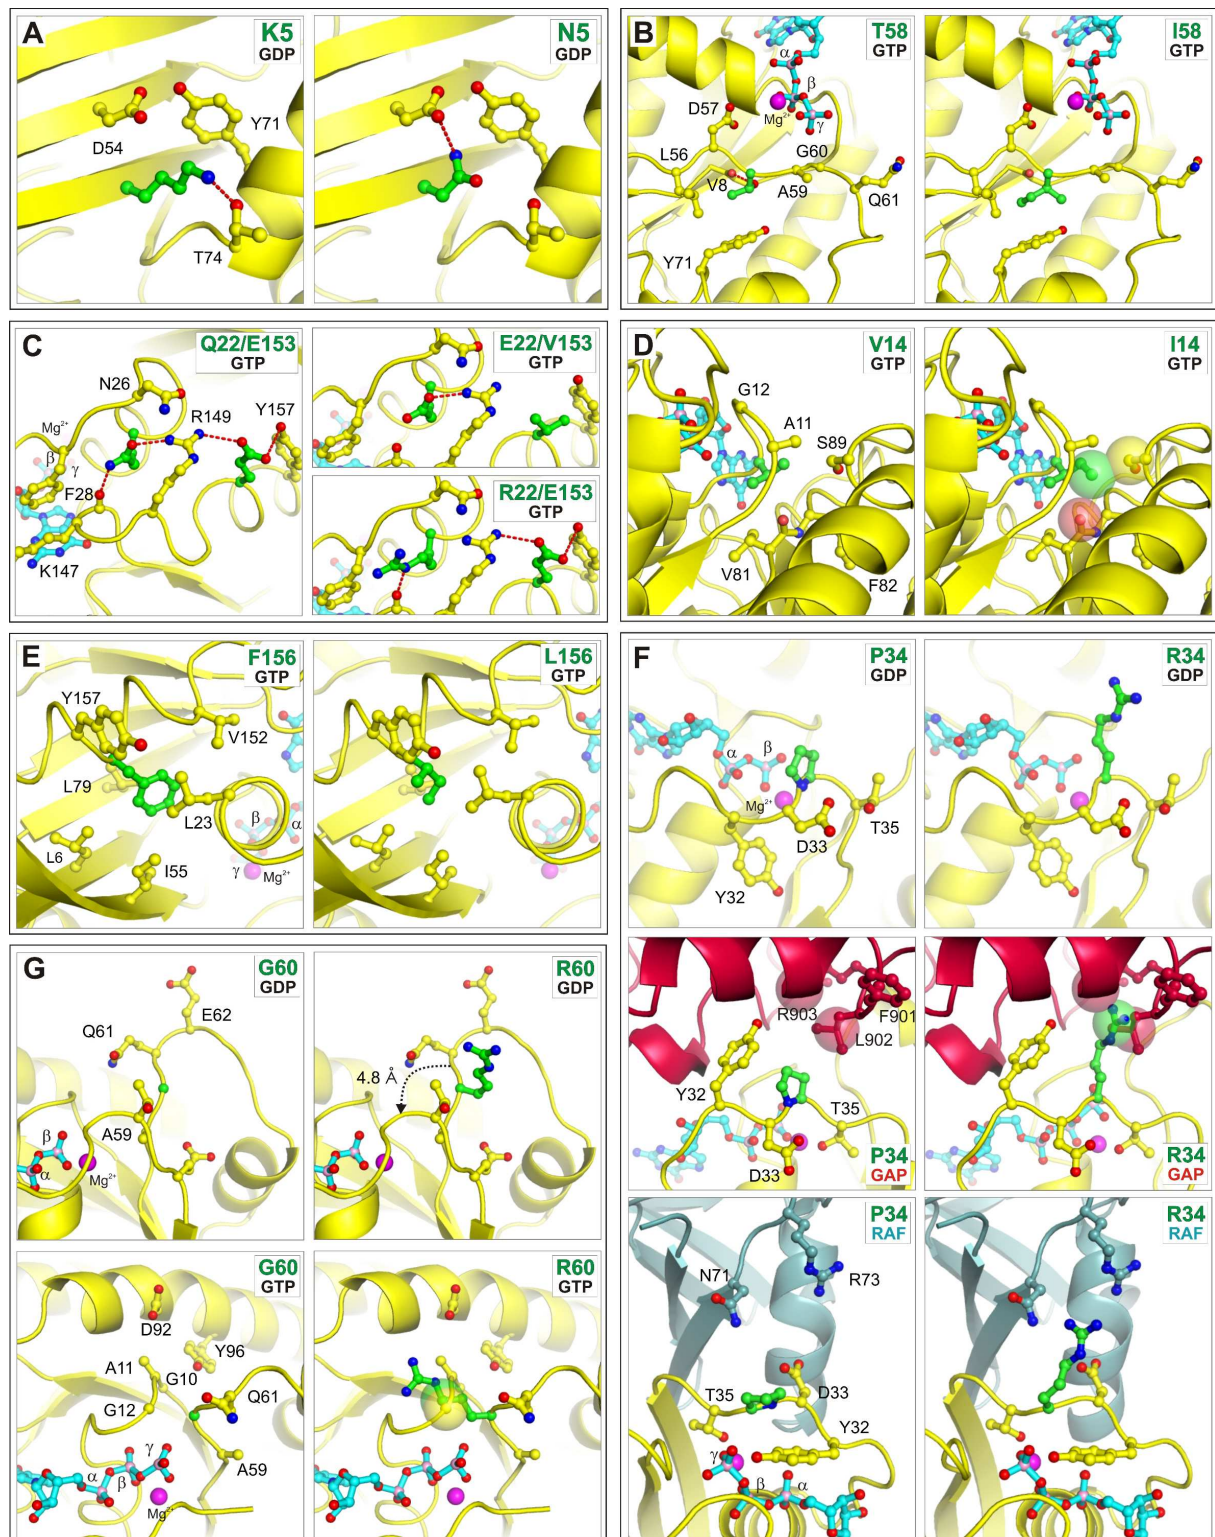 A
K5
GDP
D54
Y71
T74
N5
GDP
B
T58
GTP
α
β
Mg²⁺
γ
D57
L56
V8
G60
A59
Q61
Y71
I58
GTP
C
Q22/E153
GTP
N26
Mg²⁺
β
γ
R149
Y157
F28
K147
E22/V153
GTP
R22/E153
GTP
D
V14
GTP
G12
A11
S89
V81
F82
I14
GTP
E
F156
GTP
Y157
V152
L79
L23
L6
I55
β
α
γ
Mg²⁺
L156
GTP
F
P34
GDP
α
β
Mg²⁺
D33
T35
Y32
R34
GDP
R903
F901
L902
Y32
T35
D33
P34
GAP
R34
GAP
P34
RAF
N71
R73
T35
D33
Y32
γ
β
α
R34
RAF
G
G60
GDP
Q61
E62
A59
β
α
Mg²⁺
R60
GDP
4.8 Å
G60
GTP
D92
Y96
A11
G10
G12
Q61
γ
α
β
A59
Mg²⁺
R60
GTP